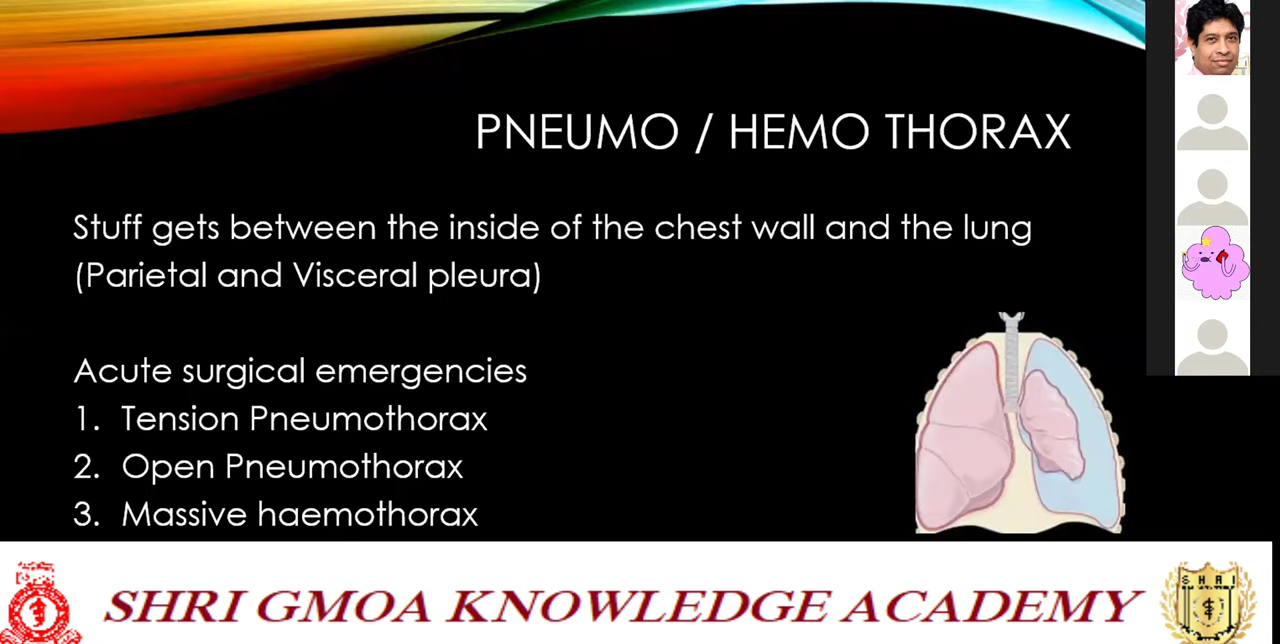 PNEUMO / HEMO THORAX
Stuff gets between the inside of the chest wall and the lung
(Parietal and Visceral pleura)
Acute surgical emergencies
1. Tension Pneumothorax
2. Open Pneumothorax
3. Massive haemothorax
SHRI GMOA KNOWLEDGE ACADEMY
S H R I